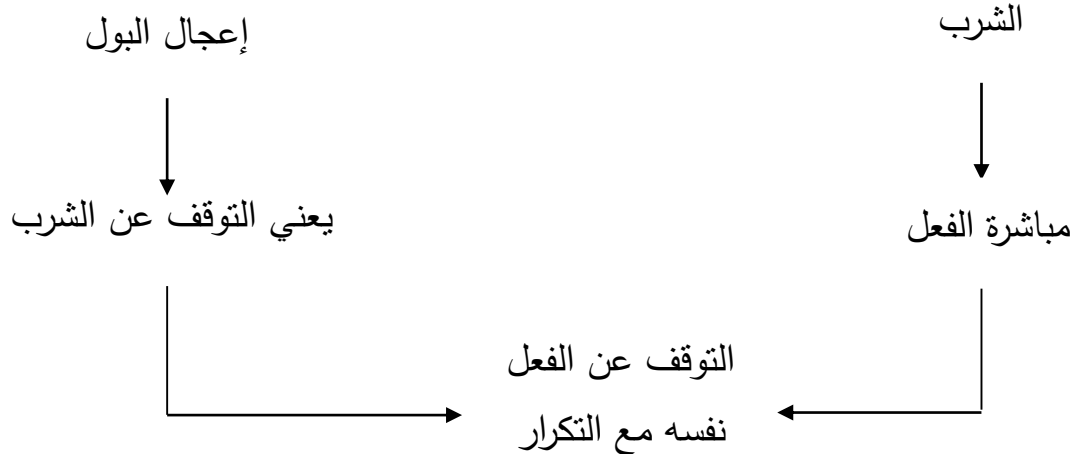 الشرب
إعجال البول
مباشرة الفعل
يعني التوقف عن الشرب
التوقف عن الفعل
نفسه مع التكرار